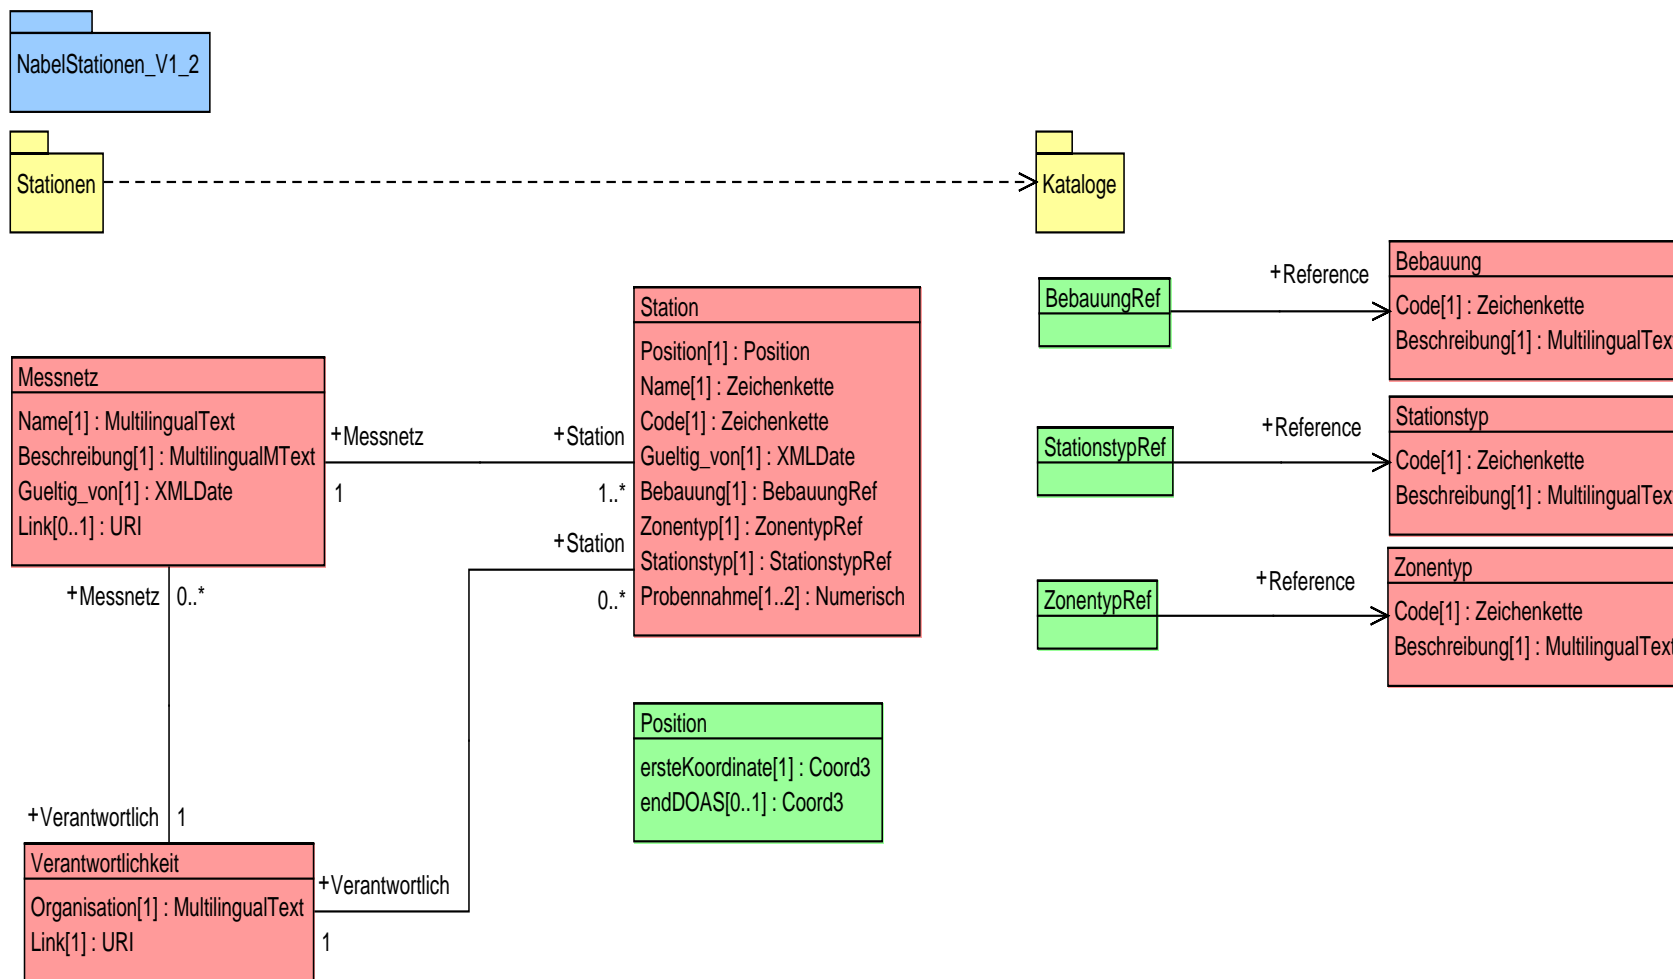 NabelStationen_V1_2
Stationen
Kataloge
Messnetz
Name[1] : MultilingualText
Beschreibung[1] : MultilingualMText
Gueltig_von[1] : XMLDate
Link[0..1] : URI
+Messnetz
1
+Station
1..*
Station
Position[1] : Position
Name[1] : Zeichenkette
Code[1] : Zeichenkette
Gueltig_von[1] : XMLDate
Bebauung[1] : BebauungRef
Zonentyp[1] : ZonentypRef
Stationstyp[1] : StationstypRef
Probennahme[1..2] : Numerisch
+Station
0..*
+Messnetz
0..*
+Verantwortlich
1
Verantwortlichkeit
Organisation[1] : MultilingualText
Link[1] : URI
+Verantwortlich
1
Position
ersteKoordinate[1] : Coord3
endDOAS[0..1] : Coord3
BebauungRef
+Reference
Bebauung
Code[1] : Zeichenkette
Beschreibung[1] : MultilingualTex
StationstypRef
+Reference
Stationstyp
Code[1] : Zeichenkette
Beschreibung[1] : MultilingualTex
ZonentypRef
+Reference
Zonentyp
Code[1] : Zeichenkette
Beschreibung[1] : MultilingualText